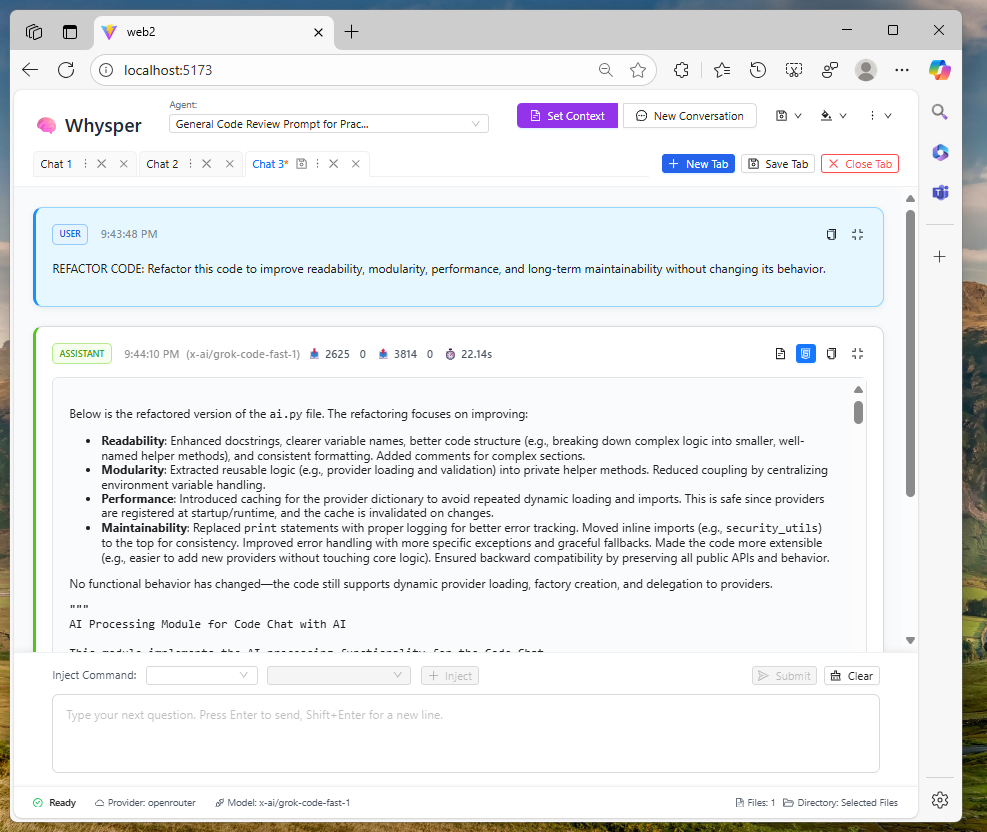 web2
localhost:5173
Whysper
Agent:
General Code Review Prompt for Prac...
Set Context
New Conversation
Chat 1
Chat 2
Chat 3*
New Tab
Save Tab
Close Tab
USER
9:43:48 PM
REFACTOR CODE: Refactor this code to improve readability, modularity, performance, and long-term maintainability without changing its behavior.
ASSISTANT
9:44:10 PM (x-ai/grok-code-fast-1) 2625 0 3814 0 22.14s
Below is the refactored version of the ai.py file. The refactoring focuses on improving:
• Readability: Enhanced docstrings, clearer variable names, better code structure (e.g., breaking down complex logic into smaller, well-
named helper methods), and consistent formatting. Added comments for complex sections.
• Modularity: Extracted reusable logic (e.g., provider loading and validation) into private helper methods. Reduced coupling by centralizing
environment variable handling.
• Performance: Introduced caching for the provider dictionary to avoid repeated dynamic loading and imports. This is safe since providers
are registered at startup/runtime, and the cache is invalidated on changes.
• Maintainability: Replaced print statements with proper logging for better error tracking. Moved inline imports (e.g., security_utils)
to the top for consistency. Improved error handling with more specific exceptions and graceful fallbacks. Made the code more extensible
(e.g., easier to add new providers without touching core logic). Ensured backward compatibility by preserving all public APIs and behavior.
No functional behavior has changed—the code still supports dynamic provider loading, factory creation, and delegation to providers.
"""
AI Processing Module for Code Chat with AI
This module implements the AI processing functionality for the Code Chat
Inject Command:
Inject
Submit
Clear
Type your next question. Press Enter to send, Shift+Enter for a new line.
Ready
Provider: openrouter
Model: x-ai/grok-code-fast-1
Files: 1
Directory: Selected Files